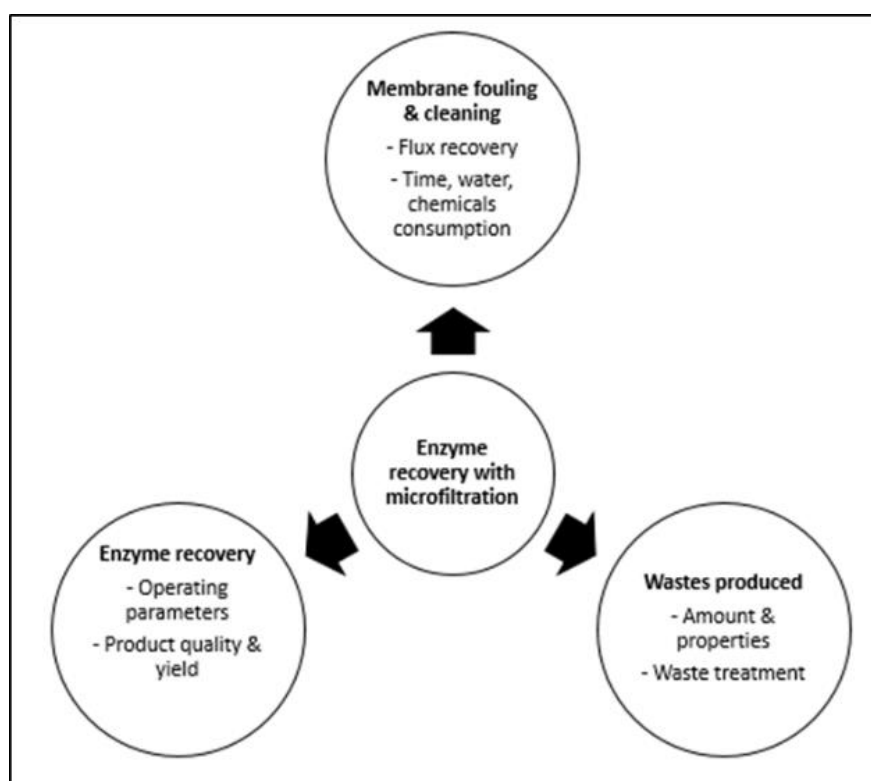 Membrane fouling
& cleaning
- Flux recovery
- Time, water,
chemicals
consumption
Enzyme
recovery with
microfiltration
Enzyme recovery
- Operating
parameters
- Product quality &
yield
Wastes produced
- Amount &
properties
- Waste treatment